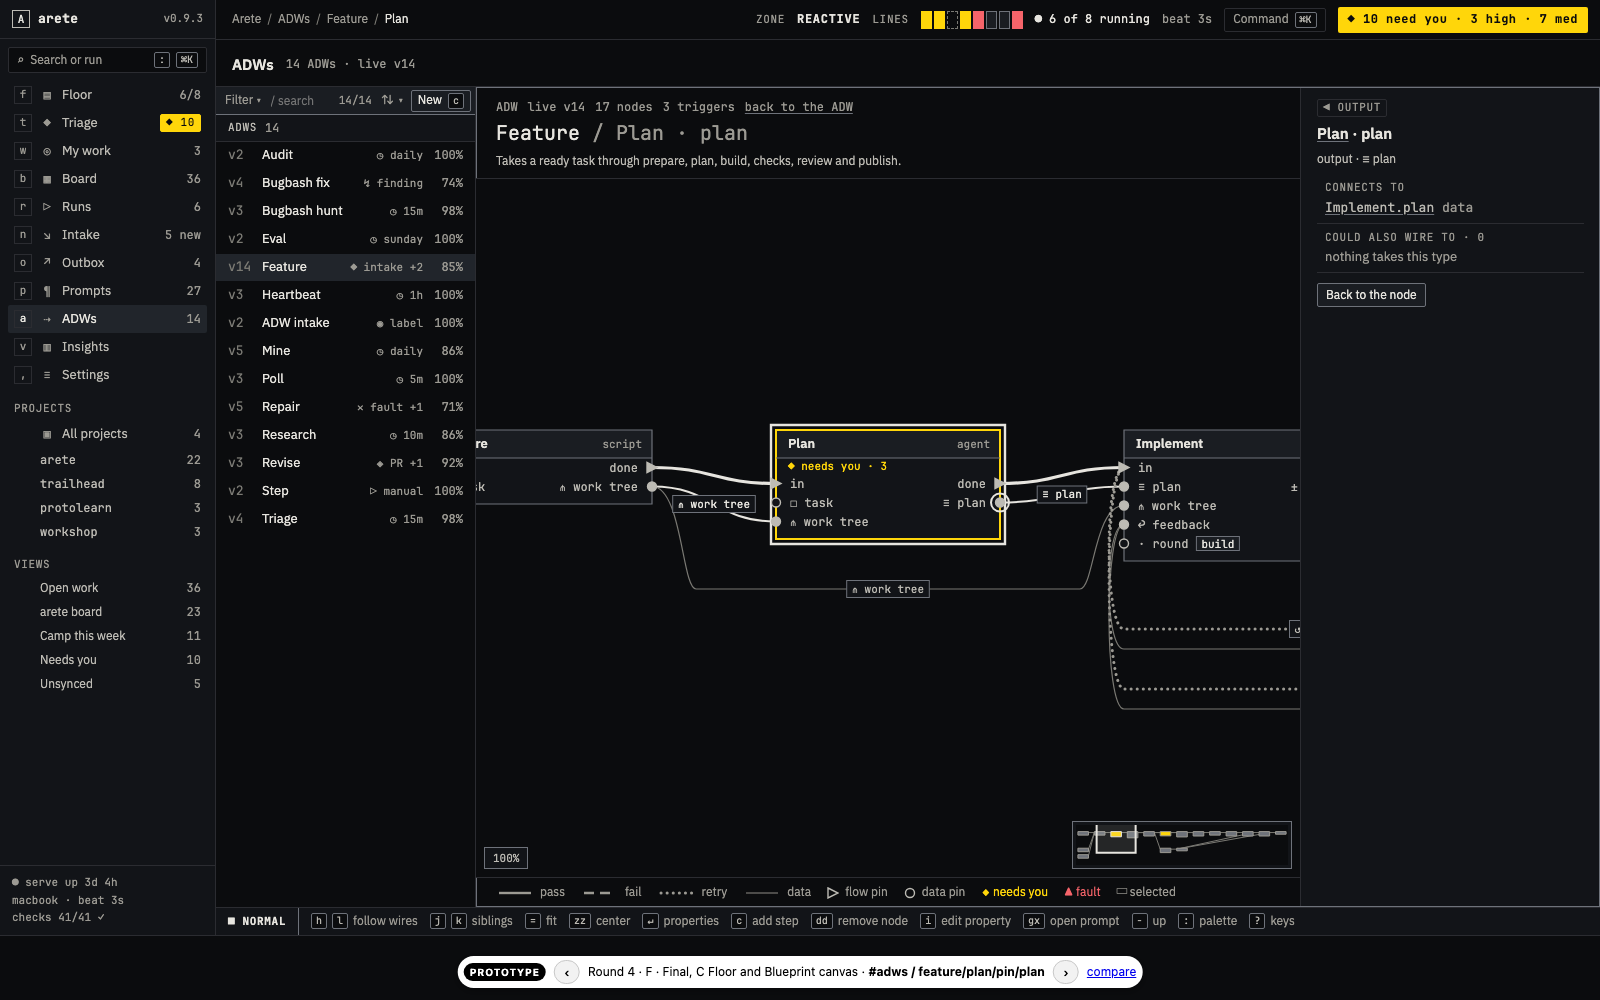 A arete v0.9.3
Search or run : ⌘K
f Floor 6/8
t Triage ◆ 10
w My work 3
b Board 36
r Runs 6
n Intake 5 new
o Outbox 4
p Prompts 27
a ADWs 14
v Insights
, Settings
PROJECTS
All projects 4
arete 22
trailhead 8
protolearn 3
workshop 3
VIEWS
Open work 36
arete board 23
Camp this week 11
Needs you 10
Unsynced 5
serve up 3d 4h
macbook · beat 3s
checks 41/41 ✓
Arete / ADWs / Feature / Plan
ZONE REACTIVE LINES 6 of 8 running beat 3s Command ⌘K ◆ 10 need you · 3 high · 7 med
ADWs 14 ADWs · live v14
Filter / search 14/14 New c
ADWS 14
v2 Audit daily 100%
v4 Bugbash fix finding 74%
v3 Bugbash hunt 15m 98%
v2 Eval sunday 100%
v14 Feature ◆ intake +2 85%
v3 Heartbeat 1h 100%
v2 ADW intake label 100%
v5 Mine daily 86%
v3 Poll 5m 100%
v5 Repair × fault +1 71%
v3 Research 10m 86%
v3 Revise ◆ PR +1 92%
v2 Step manual 100%
v4 Triage 15m 98%
ADW live v14 17 nodes 3 triggers back to the ADW
Feature / Plan · plan
Takes a ready task through prepare, plan, build, checks, review and publish.
re script
done
k work tree
work tree
Plan agent
◆ needs you · 3
in done
task ≡ plan
work tree
≡ plan
work tree
Implement
in
≡ plan ±
work tree
feedback
· round build
100%
pass fail retry data flow pin data pin ◆ needs you fault selected
◀ OUTPUT
Plan · plan
output · ≡ plan
CONNECTS TO
Implement.plan data
COULD ALSO WIRE TO · 0
nothing takes this type
Back to the node
■ NORMAL h l follow wires j k siblings = fit zz center ↵ properties c add step dd remove node i edit property gx open prompt - up : palette ? keys
PROTOTYPE ‹ Round 4 · F · Final, C Floor and Blueprint canvas · #adws / feature/plan/pin/plan › compare